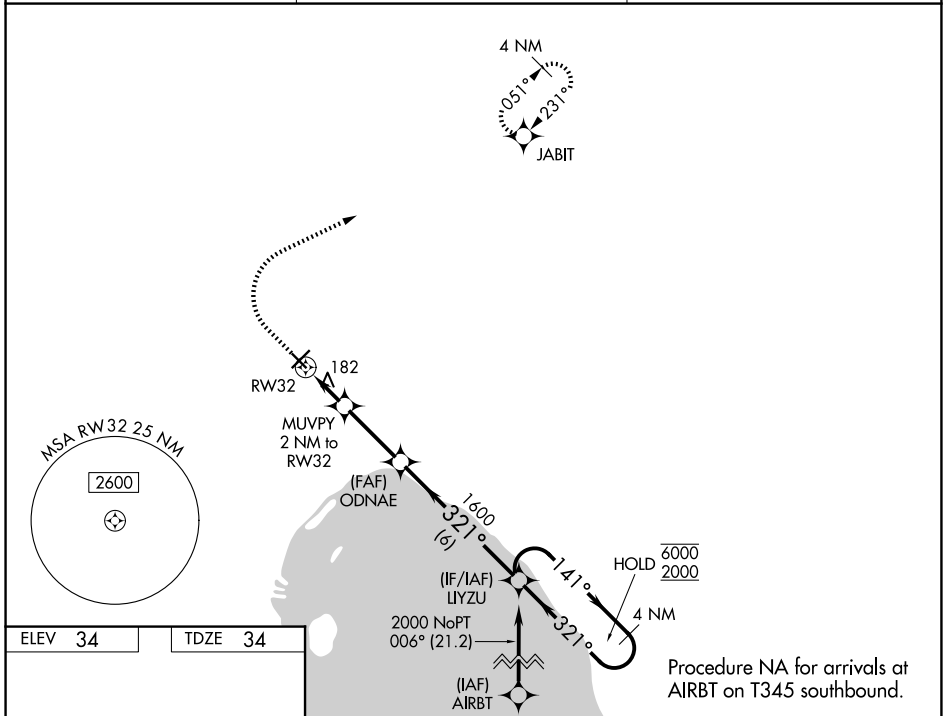 4 NM
051°
231°
JABIT
182
RW32
MUVPY
2 NM to
RW32
MSA RW32 25 NM
2600
(FAF)
ODNAE
1600
321°
(6)
(IF/IAF)
LIYZU
141°
HOLD 6000
2000
4 NM
321°
2000 NoPT
006° (21.2)
(IAF)
AIRBT
ELEV 34
TDZE 34
Procedure NA for arrivals at
AIRBT on T345 southbound.